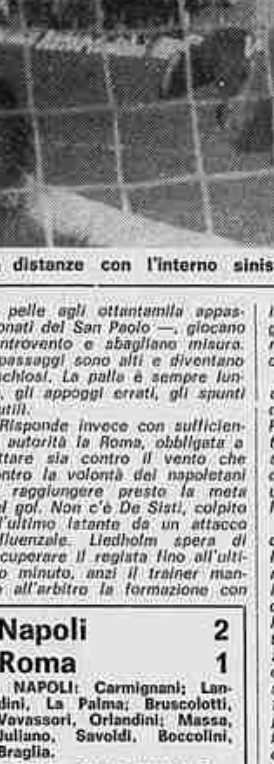 distanze con l'interno sinis
pelle agli ottantamila appas-
onati del San Paolo —, giocano
ntrovento e sbagliano misura.
passaggi sono alti e diventano
schiosi. La palla è sempre lun-
, gli appoggi errati, gli spunti
utili.
Risponde invece con sufficien-
autorità la Roma, obbligata a
ttare sia contro il vento che
ontro la volontà dei napoletani
raggiungere presto la meta
el gol. Non c'è De Sisti, colpito
l'ultimo istante da un attacco
fluenzale. Liedholm spera di
cuperare il regista fino all'ulti-
o minuto, anzi il trainer man-
a all'arbitro la formazione con
Napoli 2
Roma 1
NAPOLI: Carmignani; Lan-
dini, La Palma; Bruscolotti,
Vavassori, Orlandini; Massa,
Juliano, Savoldi, Boccolini,
Braglia.